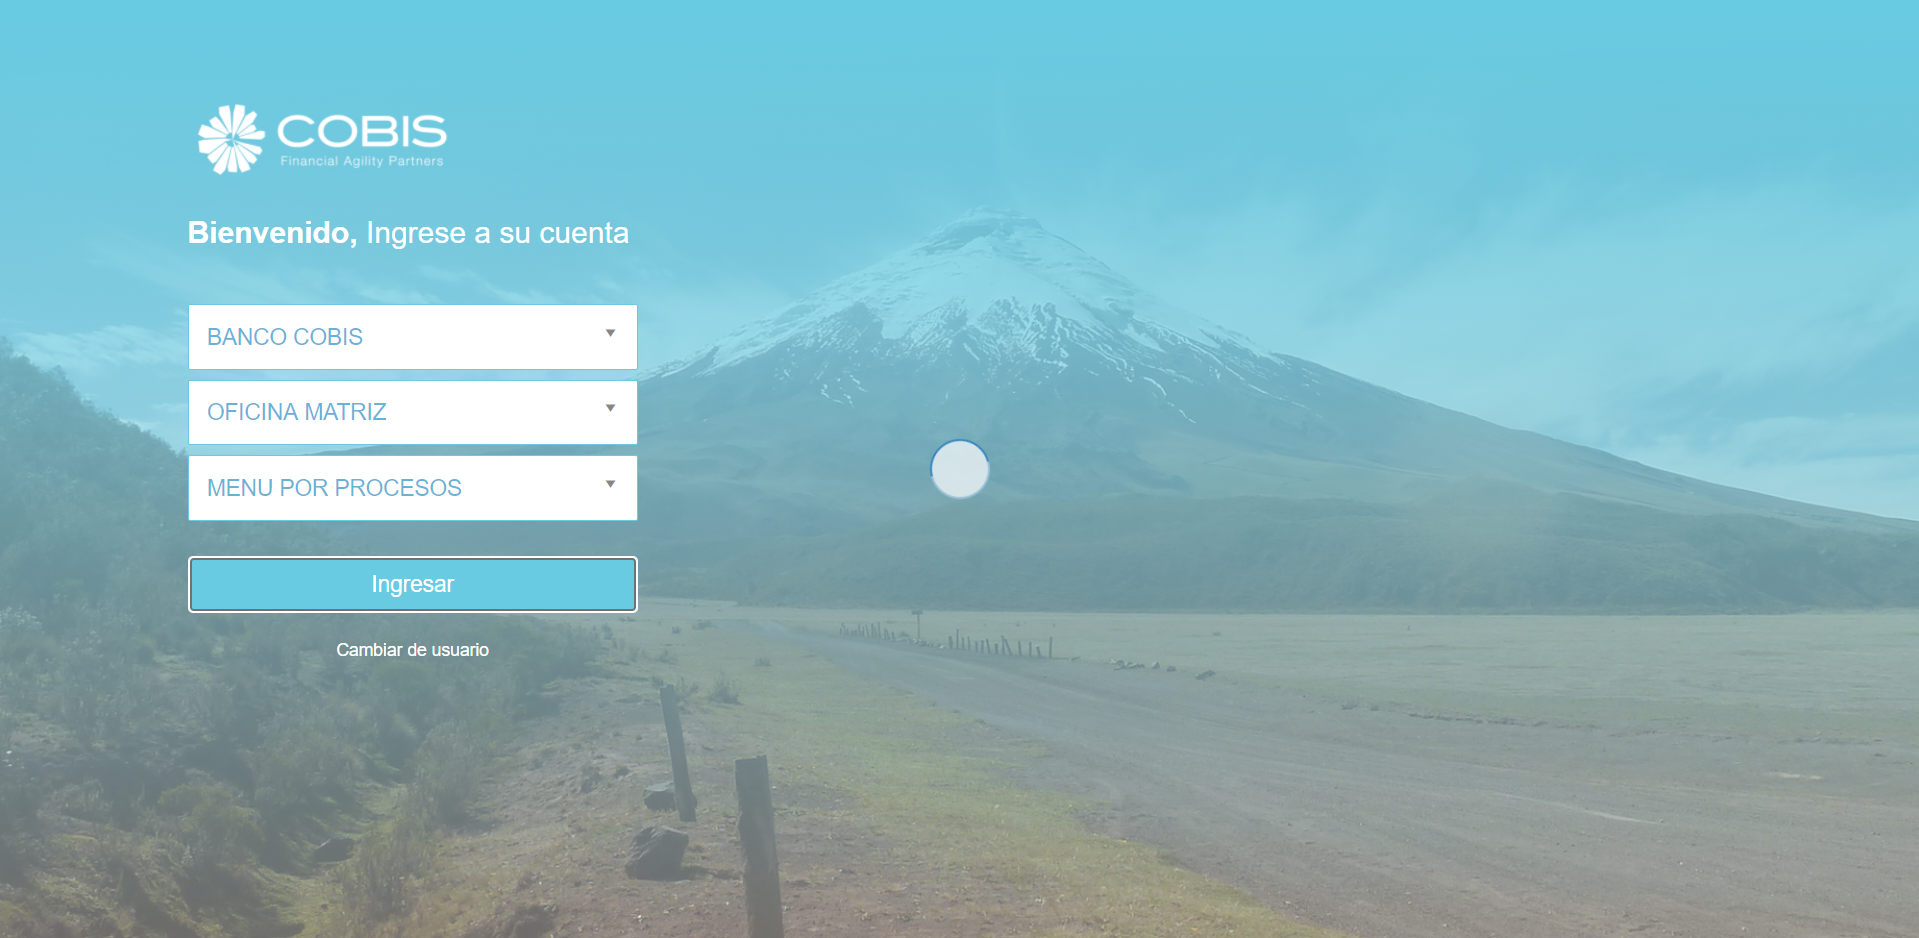 COBIS
Financial Agility Partners
Bienvenido, Ingrese a su cuenta
BANCO COBIS
OFICINA MATRIZ
MENU POR PROCESOS
Ingresar
Cambiar de usuario